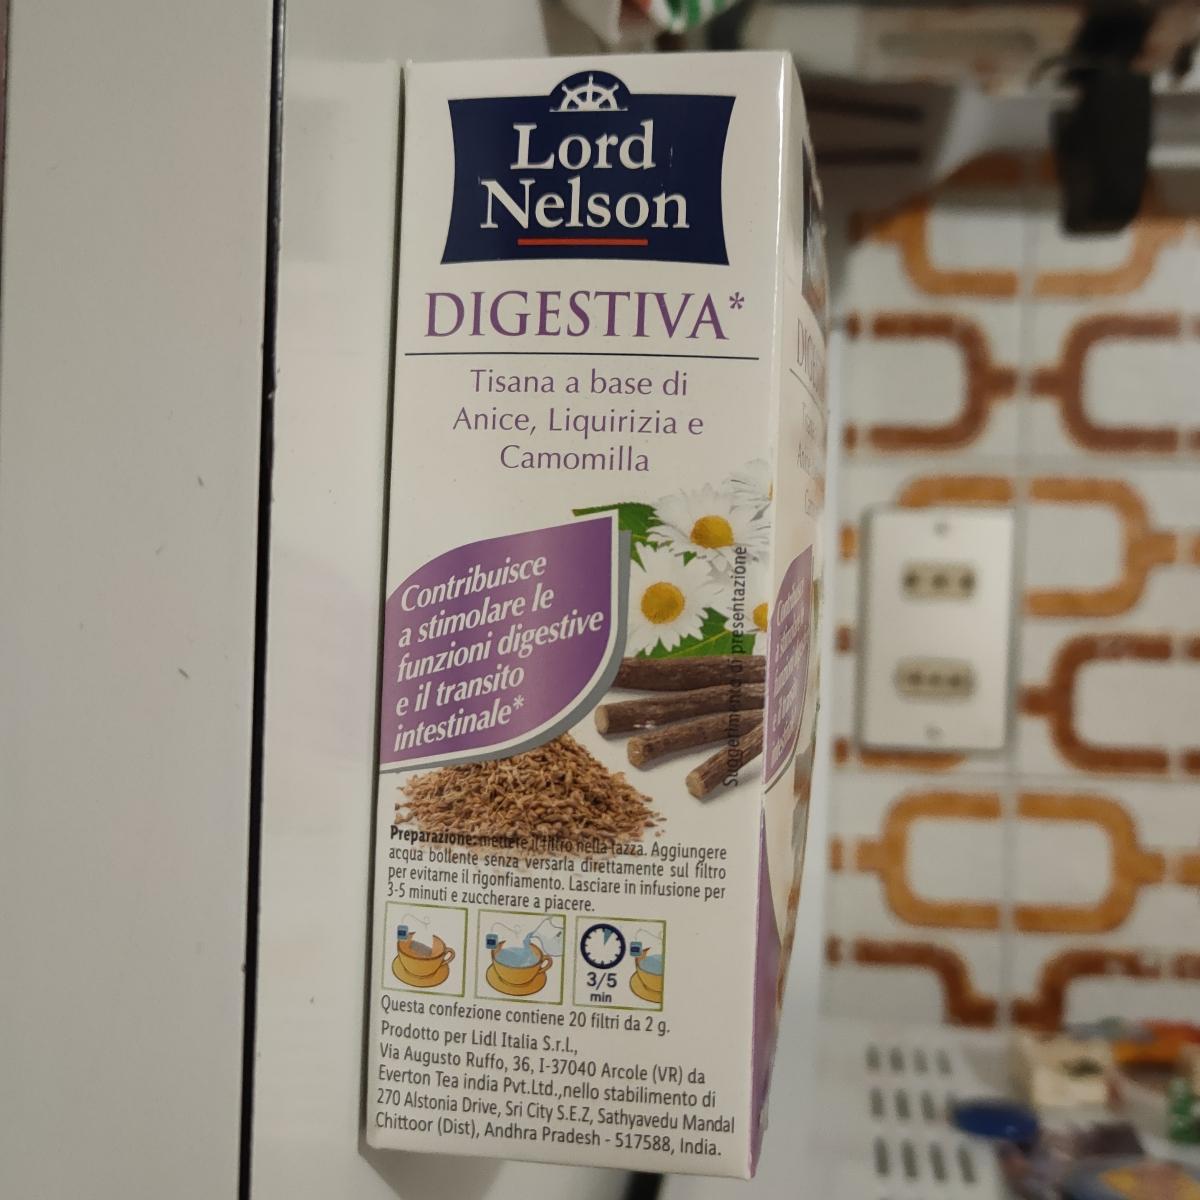 Lord
Nelson
DIGESTIVA*
Tisana a base di
Anice, Liquirizia e
Camomilla
Contribuisce
a stimolare le
funzioni digestive
e il transito
intestinale*
Suggerimento di presentazione
Preparazione: mettere il filtro nella tazza. Aggiungere
acqua bollente senza versarla direttamente sul filtro
per evitarne il rigonfiamento. Lasciare in infusione per
3-5 minuti e zuccherare a piacere.
3/5
min
Questa confezione contiene 20 filtri da 2 g.
Prodotto per Lidl Italia S.r.l.,
Via Augusto Ruffo, 36, I-37040 Arcole (VR) da
Everton Tea india Pvt.Ltd.,nello stabilimento di
270 Alstonia Drive, Sri City S.E.Z, Sathyavedu Mandal
Chittoor (Dist), Andhra Pradesh - 517588, India.